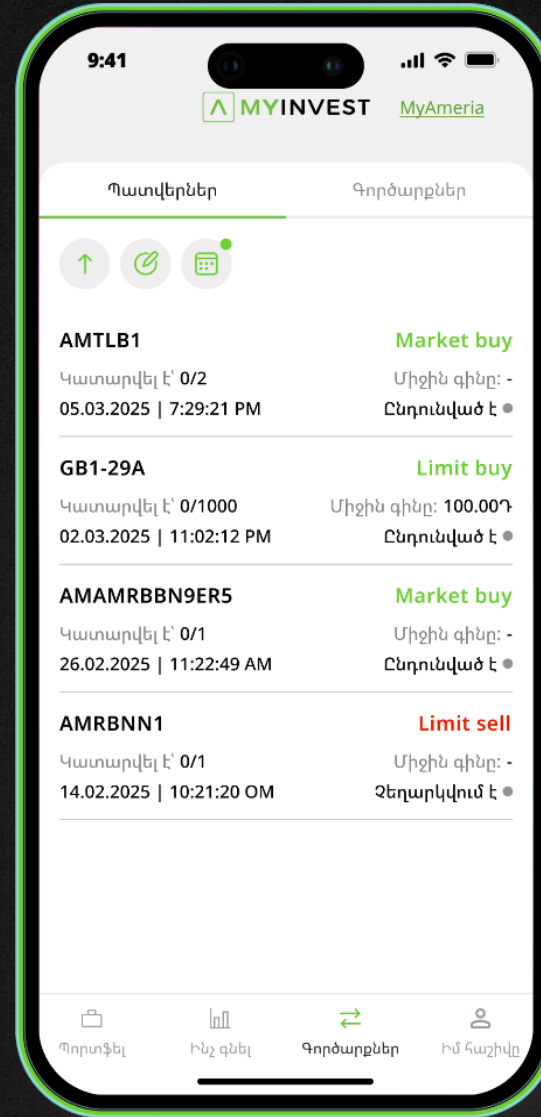 9:41
MYINVEST MyAmeria
Պատվերներ Գործարքներ
AMTLB1 Market buy
Կատարվել է՝ 0/2 Միջին գինը: -
05.03.2025 | 7:29:21 PM Ընդունված է
GB1-29A Limit buy
Կատարվել է՝ 0/1000 Միջին գինը: 100.00Դ
02.03.2025 | 11:02:12 PM Ընդունված է
AMAMRBBN9ER5 Market buy
Կատարվել է՝ 0/1 Միջին գինը: -
26.02.2025 | 11:22:49 AM Ընդունված է
AMRBNN1 Limit sell
Կատարվել է՝ 0/1 Միջին գինը: -
14.02.2025 | 10:21:20 OM Չեղարկվում է
Պորտֆել Ինչ գնել Գործարքներ Իմ հաշիվը